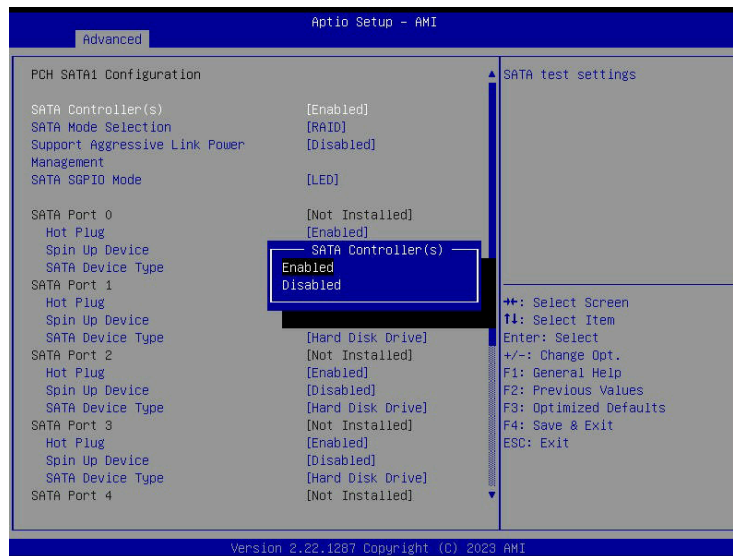 Aptio Setup – AMI
Advanced
PCH SATA1 Configuration
SATA Controller(s) [Enabled]
SATA Mode Selection [RAID]
Support Aggressive Link Power [Disabled]
Management
SATA SGPIO Mode [LED]
SATA Port 0 [Not Installed]
Hot Plug [Enabled]
Spin Up Device
SATA Device Type
SATA Port 1
Hot Plug
Spin Up Device
SATA Device Type [Hard Disk Drive]
SATA Port 2 [Not Installed]
Hot Plug [Enabled]
Spin Up Device [Disabled]
SATA Device Type [Hard Disk Drive]
SATA Port 3 [Not Installed]
Hot Plug [Enabled]
Spin Up Device [Disabled]
SATA Device Type [Hard Disk Drive]
SATA Port 4 [Not Installed]
SATA Controller(s)
Enabled
Disabled
SATA test settings
→←: Select Screen
↑↓: Select Item
Enter: Select
+/-: Change Opt.
F1: General Help
F2: Previous Values
F3: Optimized Defaults
F4: Save & Exit
ESC: Exit
Version 2.22.1287 Copyright (C) 2023 AMI